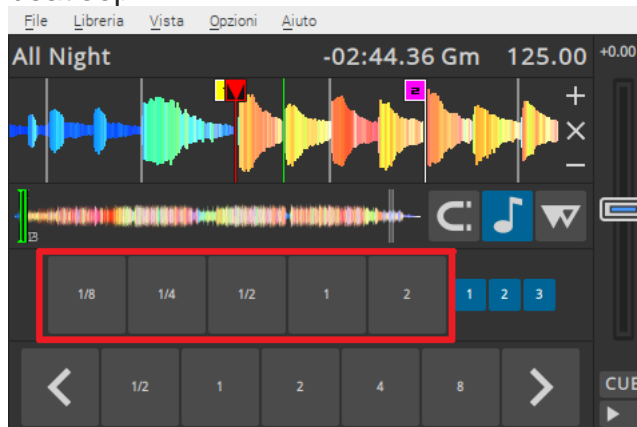 File Libreria Vista Opzioni Aiuto
All Night -02:44.36 Gm 125.00 +0.00
2
1/8 1/4 1/2 1 2 1 2 3
1/2 1 2 4 8 CUE